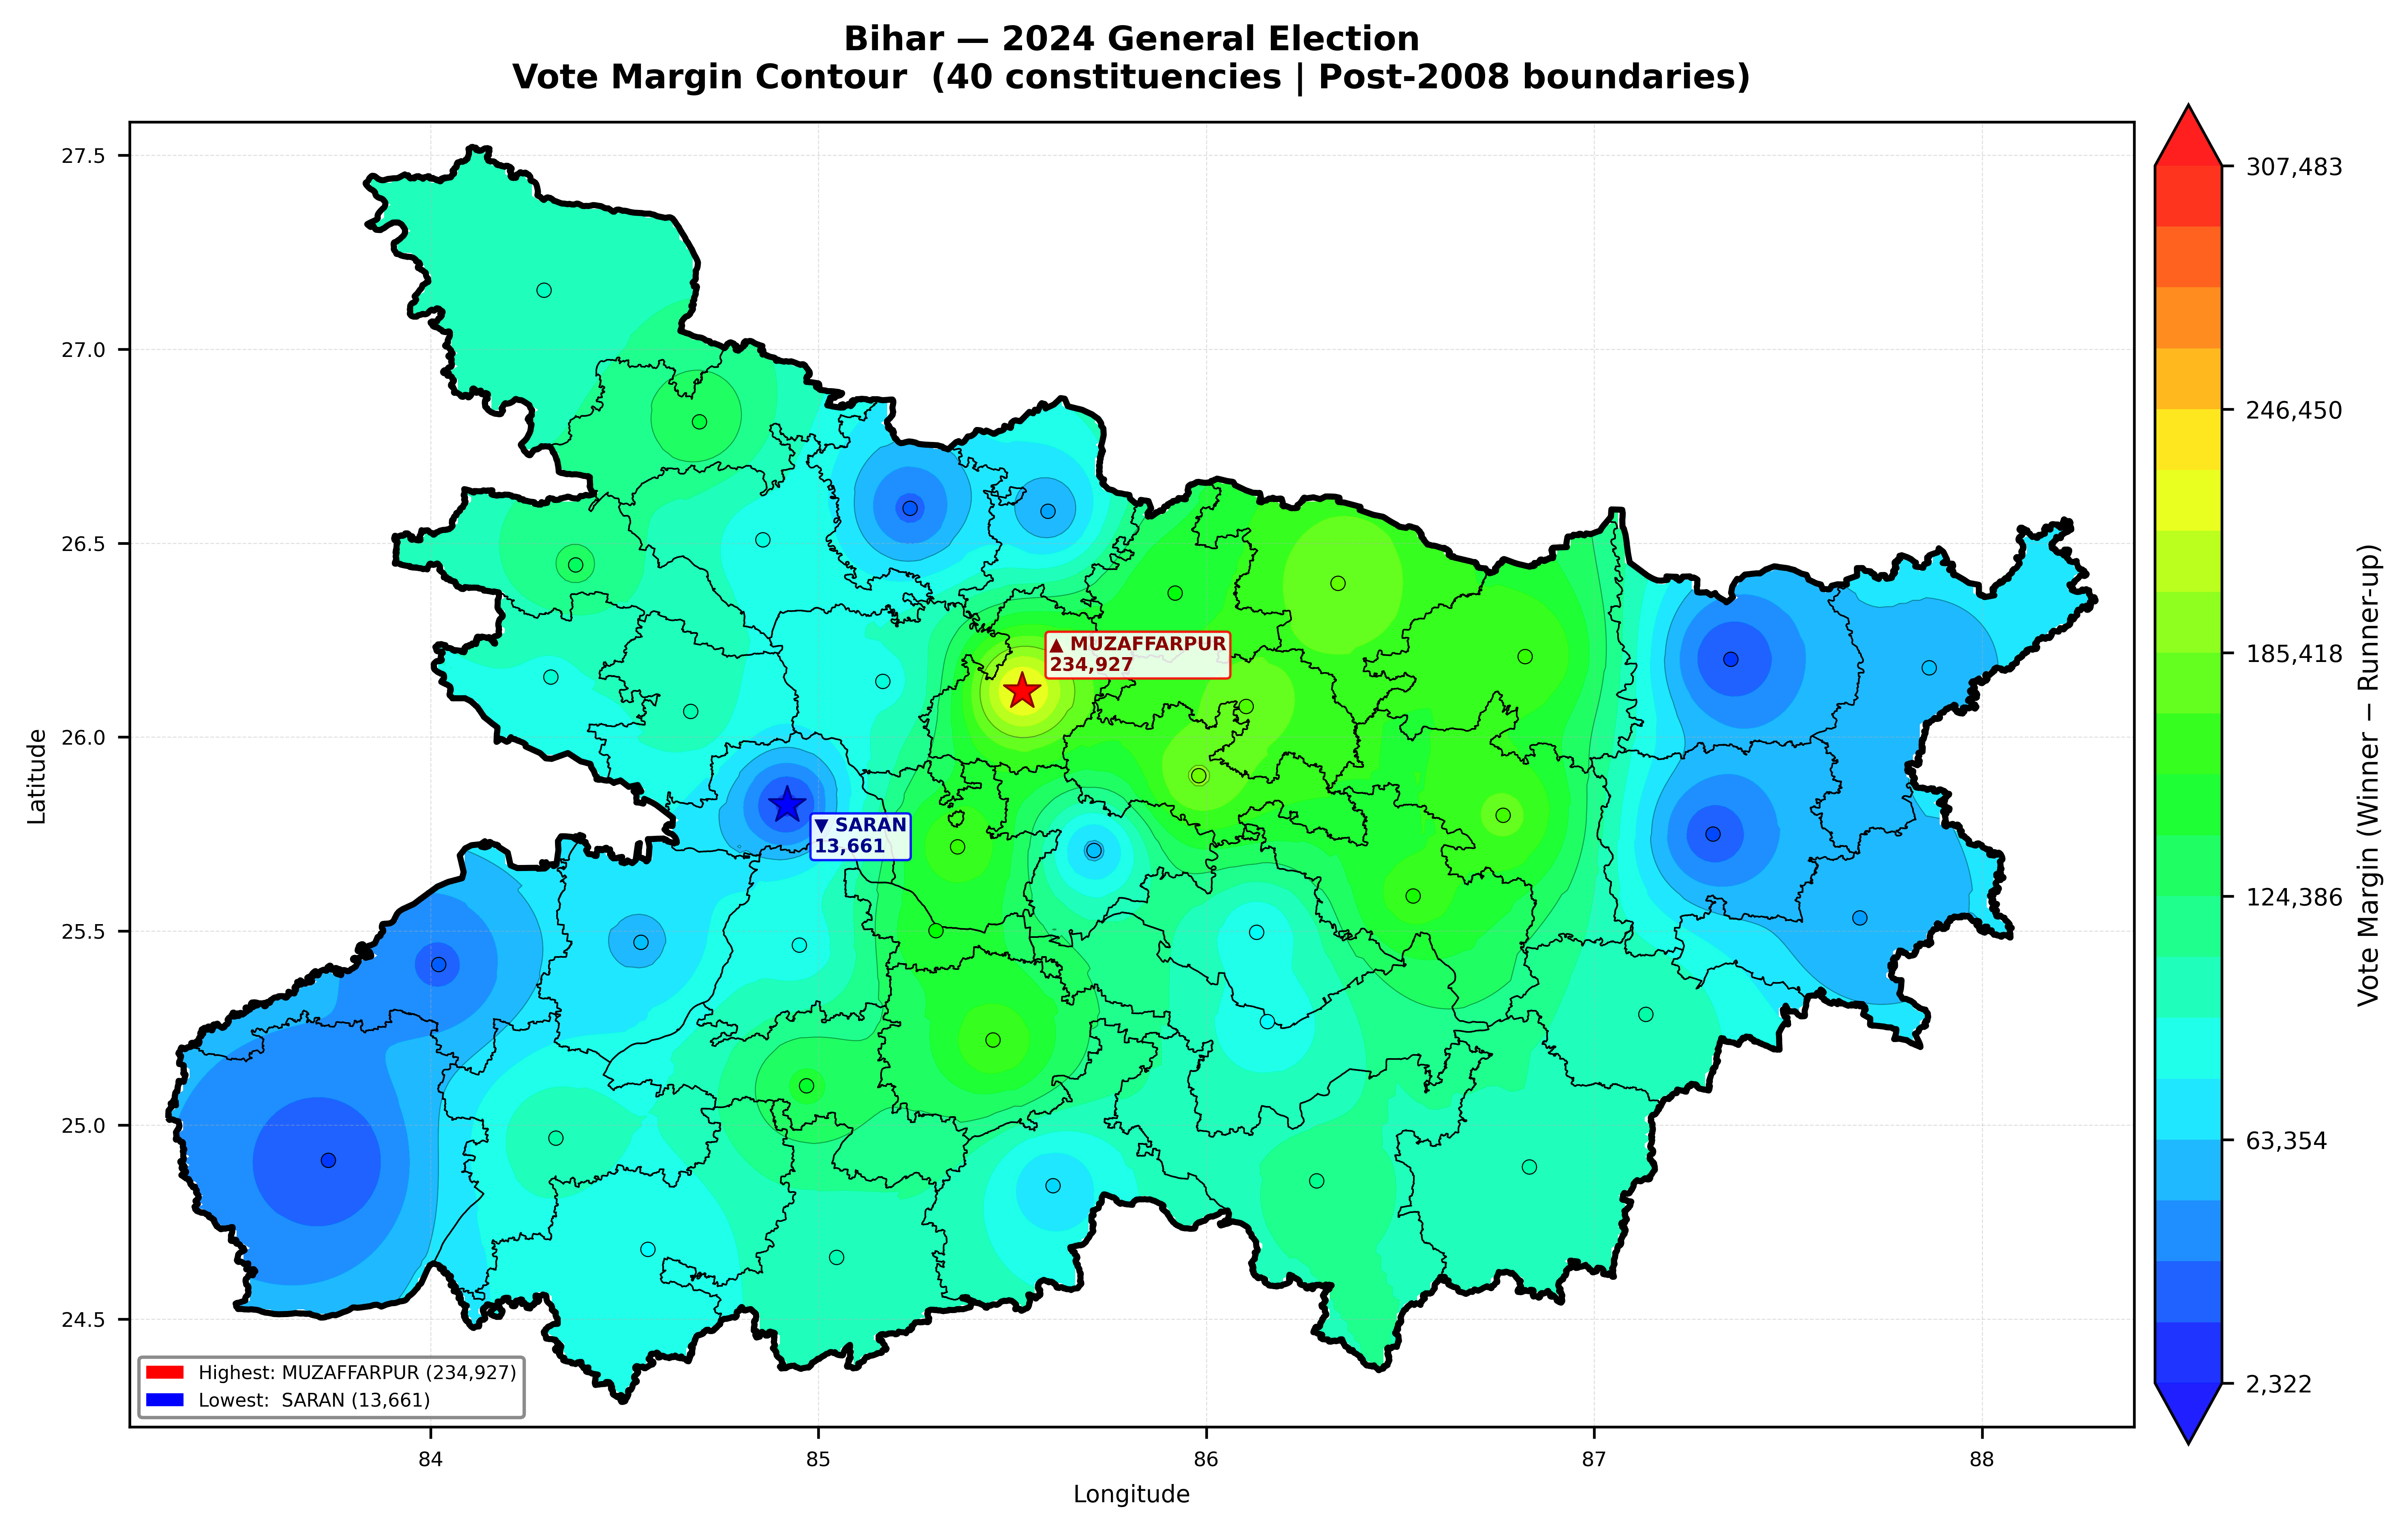 Bihar — 2024 General Election
Vote Margin Contour (40 constituencies | Post-2008 boundaries)
27.5
27.0
26.5
26.0
25.5
25.0
24.5
Latitude
▲ MUZAFFARPUR
234,927
▼ SARAN
13,661
Highest: MUZAFFARPUR (234,927)
Lowest: SARAN (13,661)
84
85
86
87
88
Longitude
307,483
246,450
185,418
124,386
63,354
2,322
Vote Margin (Winner − Runner-up)